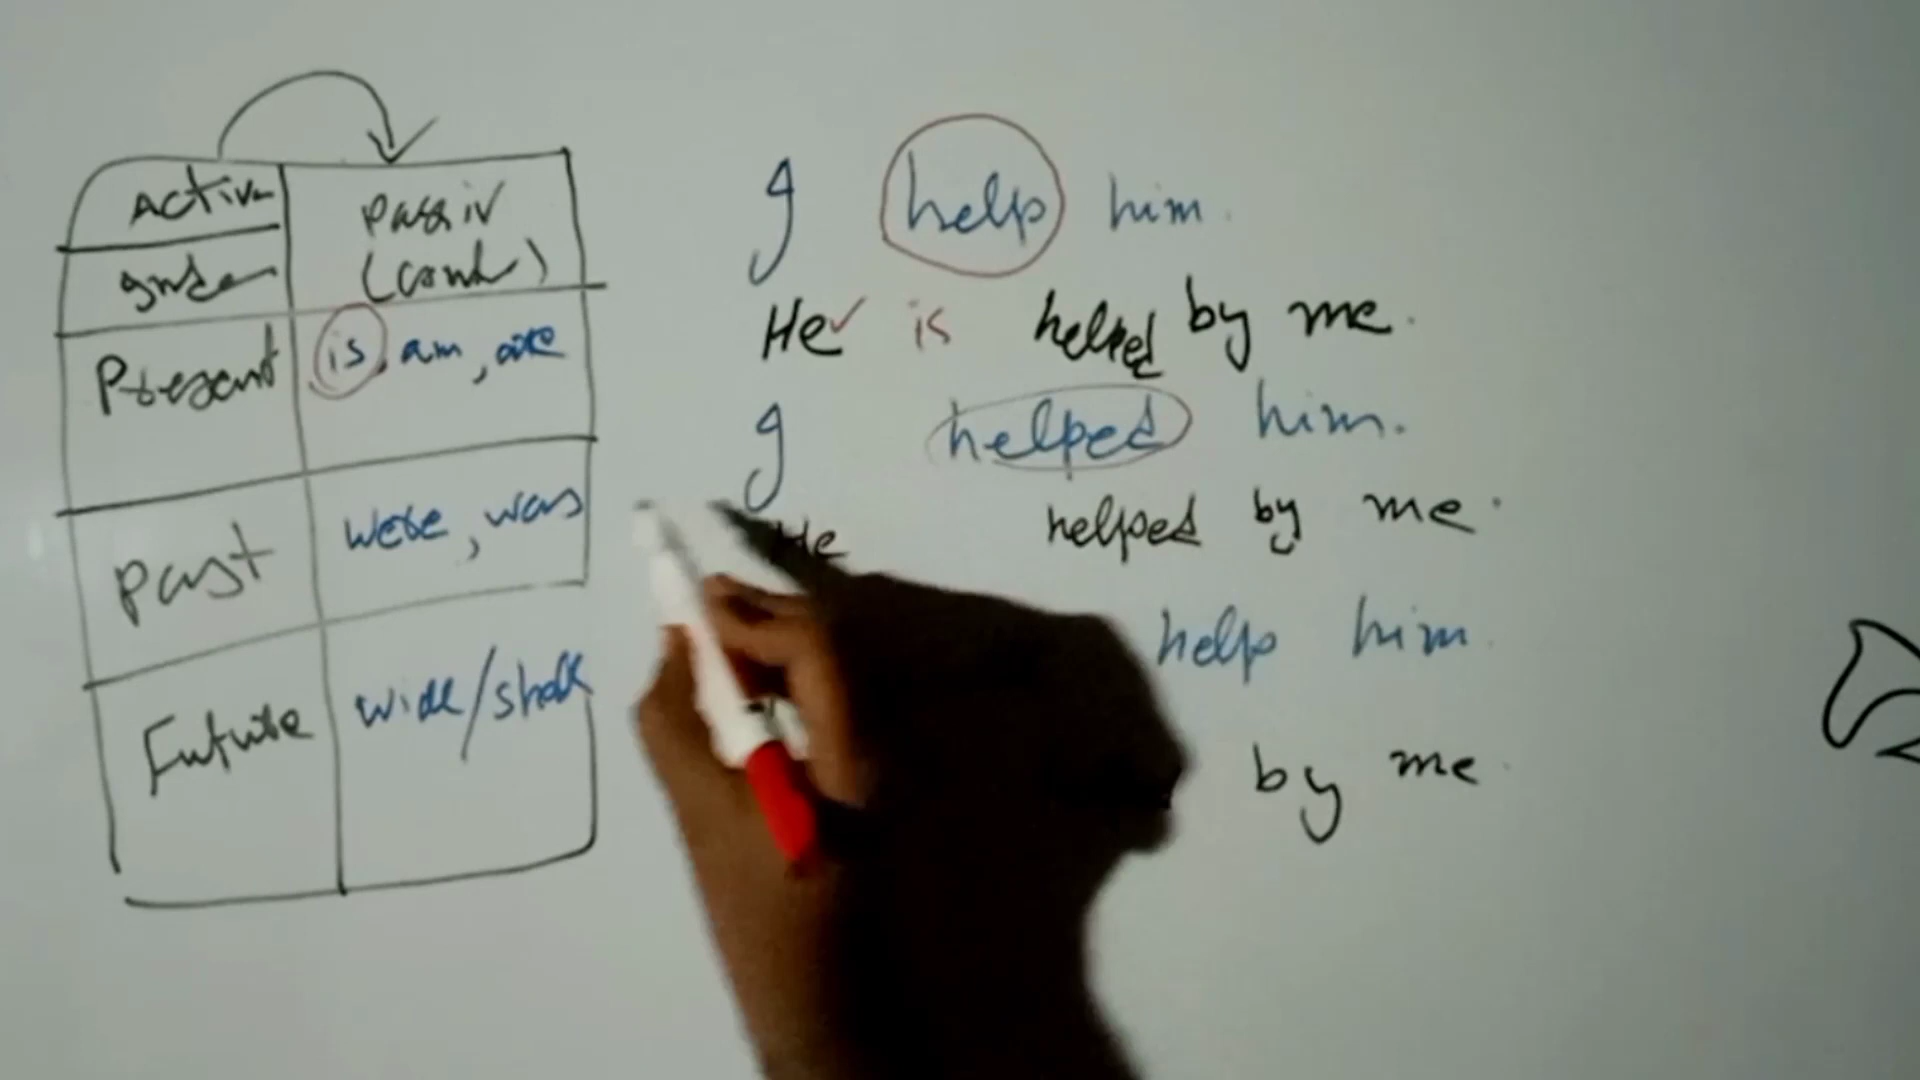 Active
Passiv
Present
is, am, are
Past
were, was
Future
will/shall
I help him.
He is helped by me.
I helped him.
He helped by me.
help him.
by me.